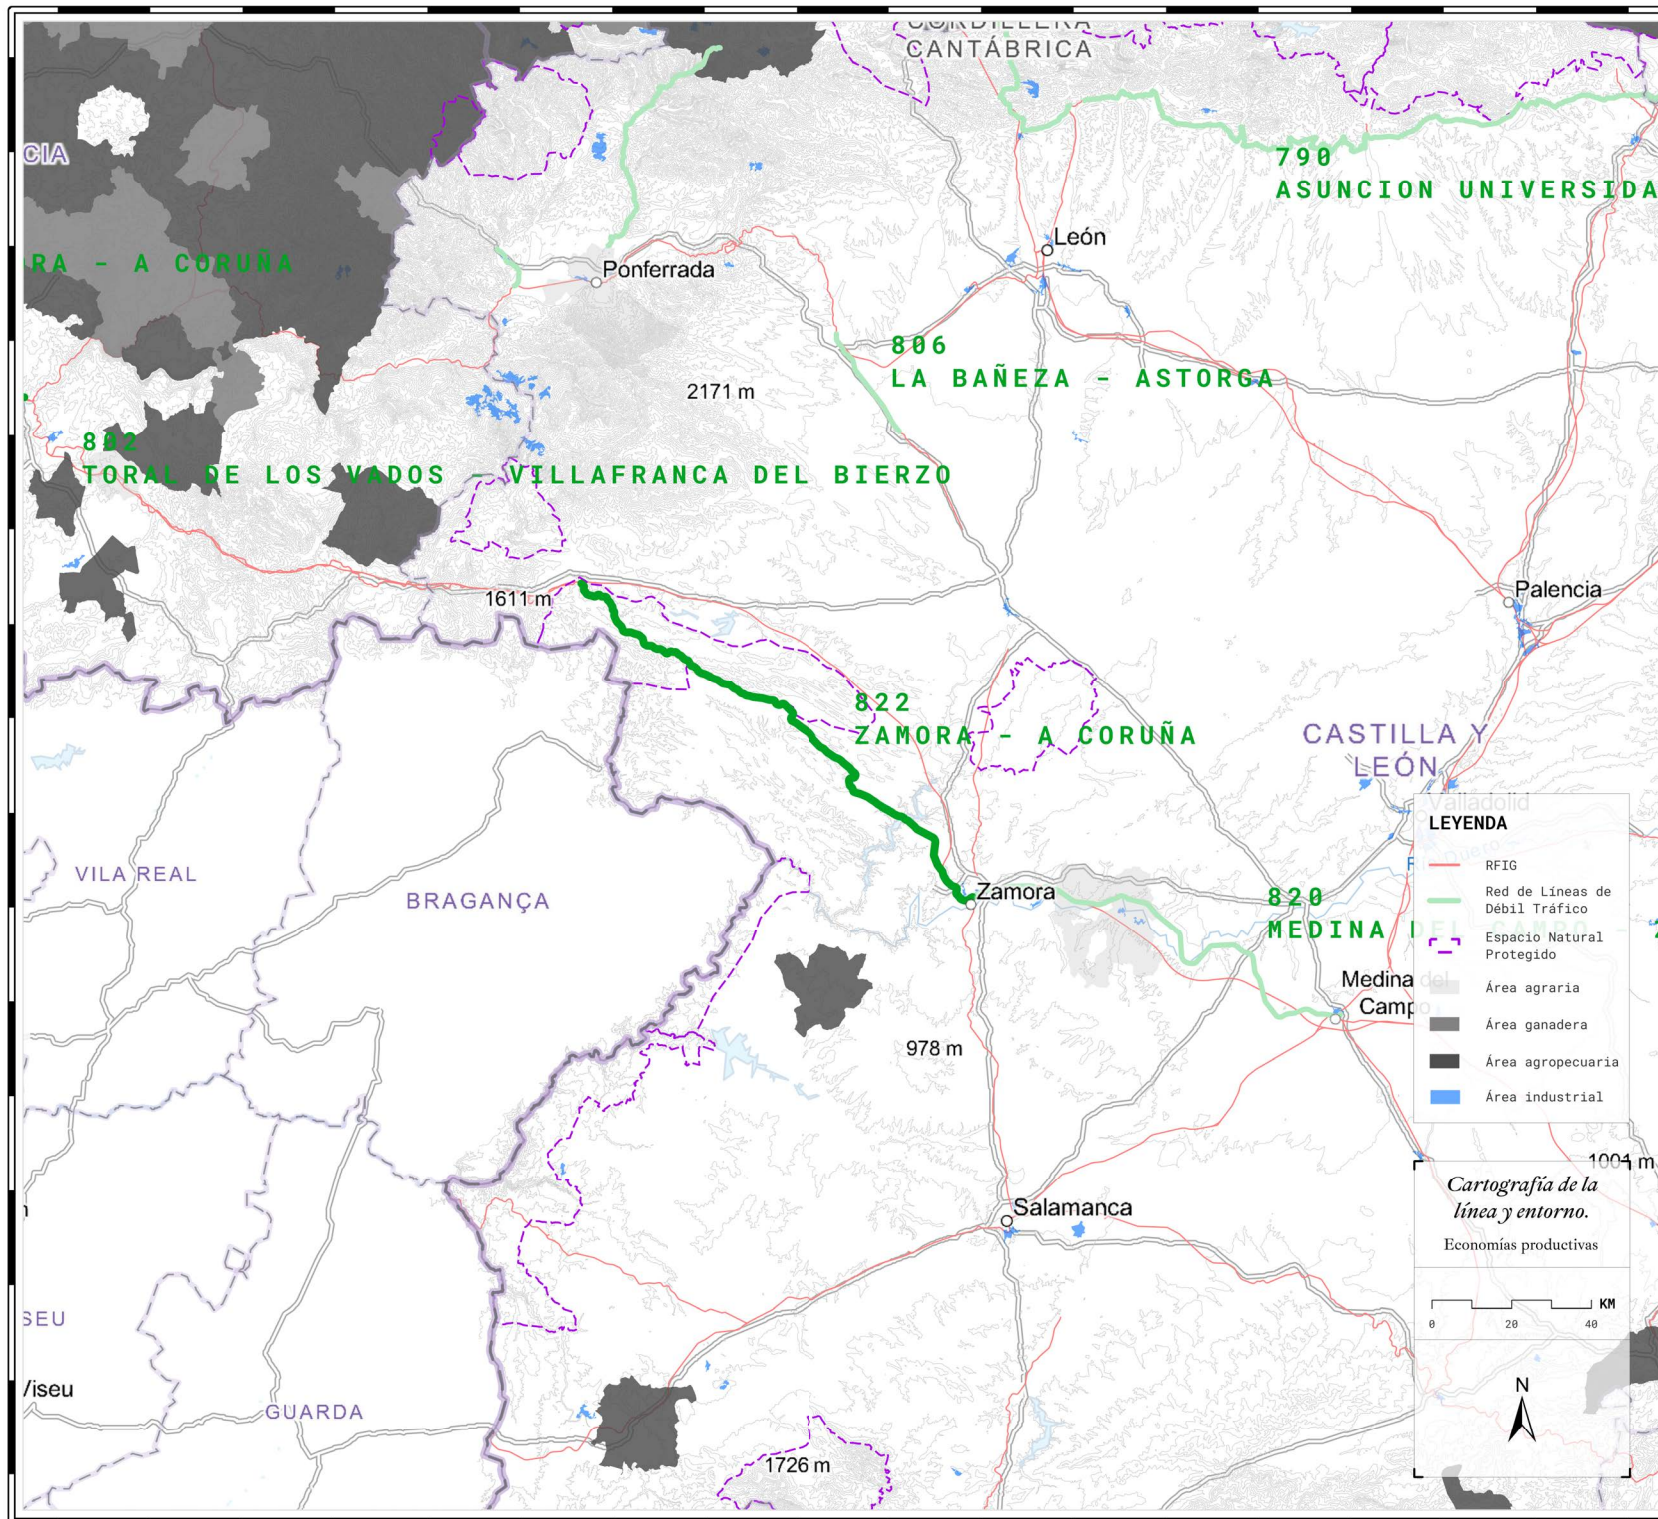 CORDILLERA
CANTÁBRICA
790
ASUNCION UNIVERSIDA
CIA
León
RA - A CORUÑA
Ponferrada
806
LA BAÑEZA - ASTORGA
2171 m
802
TORAL DE LOS VADOS - VILLAFRANCA DEL BIERZO
Palencia
1611 m
822
ZAMORA - A CORUÑA
CASTILLA Y
LEÓN
Valladolid
LEYENDA
RFIG
Red de Líneas de
Débil Tráfico
Espacio Natural
Protegido
Área agraria
Área ganadera
Área agropecuaria
Área industrial
VILA REAL
BRAGANÇA
Zamora
820
MEDINA DEL CAMPO -
Medina del
Campo
978 m
1001 m
Cartografía de la
línea y entorno.
Economías productivas
Salamanca
0 20 40 KM
SEU
Viseu
GUARDA
N
1726 m